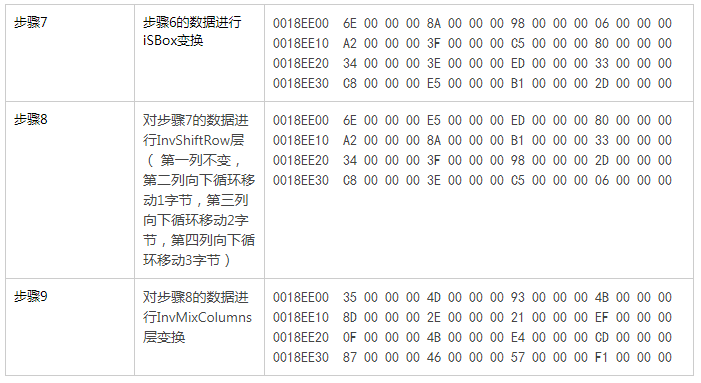 步骤7
步骤6的数据进行
iSBox变换
0018EE00 6E 00 00 00 8A 00 00 00 98 00 00 00 06 00 00 00
0018EE10 A2 00 00 00 3F 00 00 00 C5 00 00 00 80 00 00 00
0018EE20 34 00 00 00 3E 00 00 00 ED 00 00 00 33 00 00 00
0018EE30 C8 00 00 00 E5 00 00 00 B1 00 00 00 2D 00 00 00
步骤8
对步骤7的数据进
行InvShiftRow层
（ 第一列不变，
第二列向下循环移
动1字节，第三列
向下循环移动2字
节，第四列向下循
环移动3字节）
0018EE00 6E 00 00 00 E5 00 00 00 ED 00 00 00 80 00 00 00
0018EE10 A2 00 00 00 8A 00 00 00 B1 00 00 00 33 00 00 00
0018EE20 34 00 00 00 3F 00 00 00 98 00 00 00 2D 00 00 00
0018EE30 C8 00 00 00 3E 00 00 00 C5 00 00 00 06 00 00 00
步骤9
对步骤8的数据进
行InvMixColumns
层变换
0018EE00 35 00 00 00 4D 00 00 00 93 00 00 00 4B 00 00 00
0018EE10 8D 00 00 00 2E 00 00 00 21 00 00 00 EF 00 00 00
0018EE20 0F 00 00 00 4B 00 00 00 E4 00 00 00 CD 00 00 00
0018EE30 87 00 00 00 46 00 00 00 57 00 00 00 F1 00 00 00